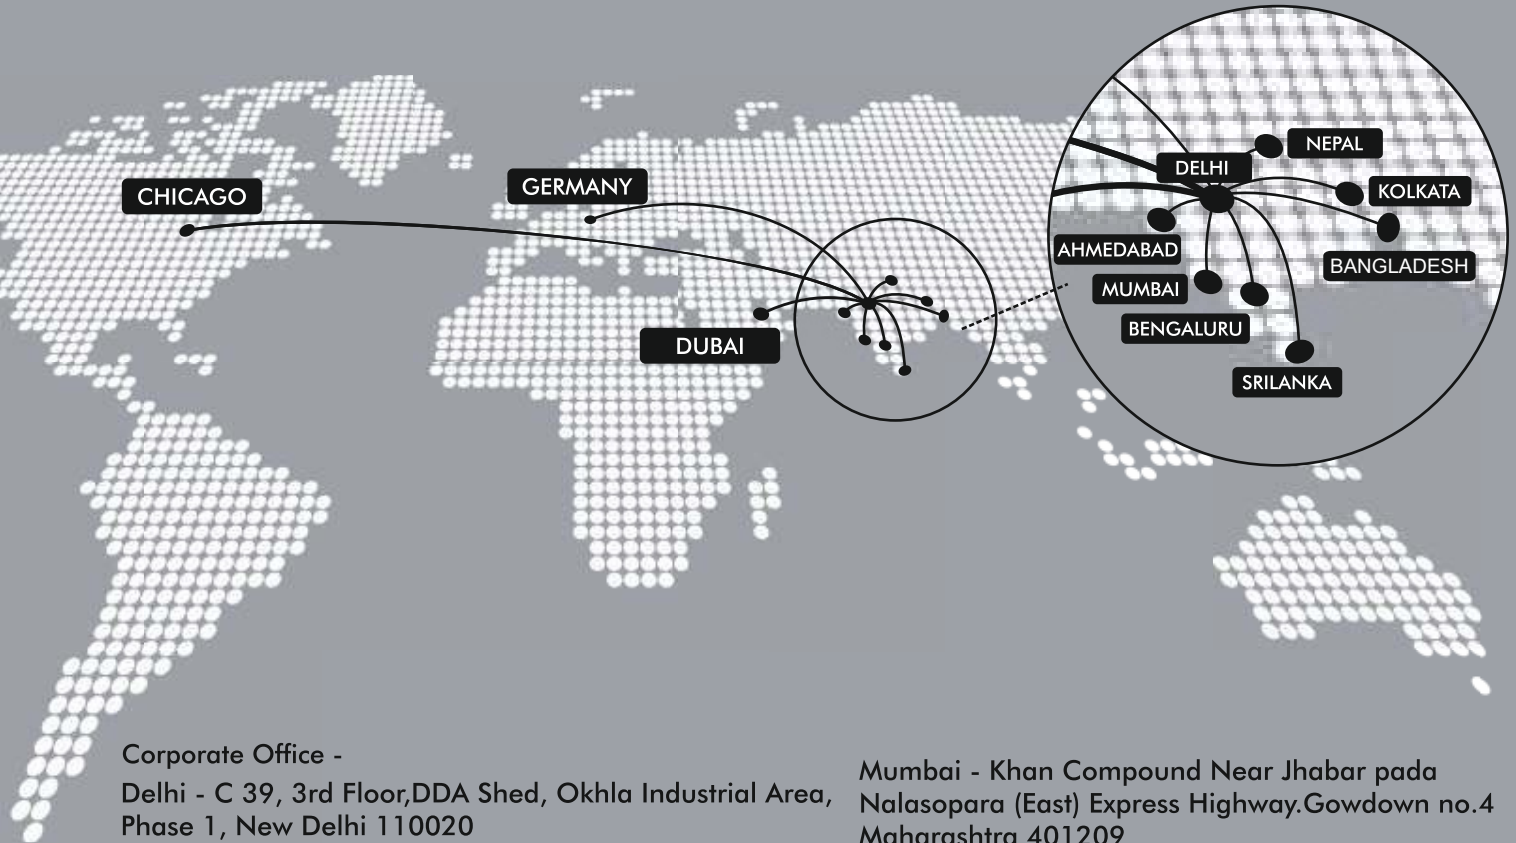 CHICAGO
GERMANY
DUBAI
DELHI
NEPAL
KOLKATA
AHMEDABAD
BANGLADESH
MUMBAI
BENGALURU
SRILANKA
Corporate Office -
Delhi - C 39, 3rd Floor,DDA Shed, Okhla Industrial Area,
Phase 1, New Delhi 110020
Mumbai - Khan Compound Near Jhabar pada
Nalasopara (East) Express Highway.Gowdown no.4
Maharashtra 401209